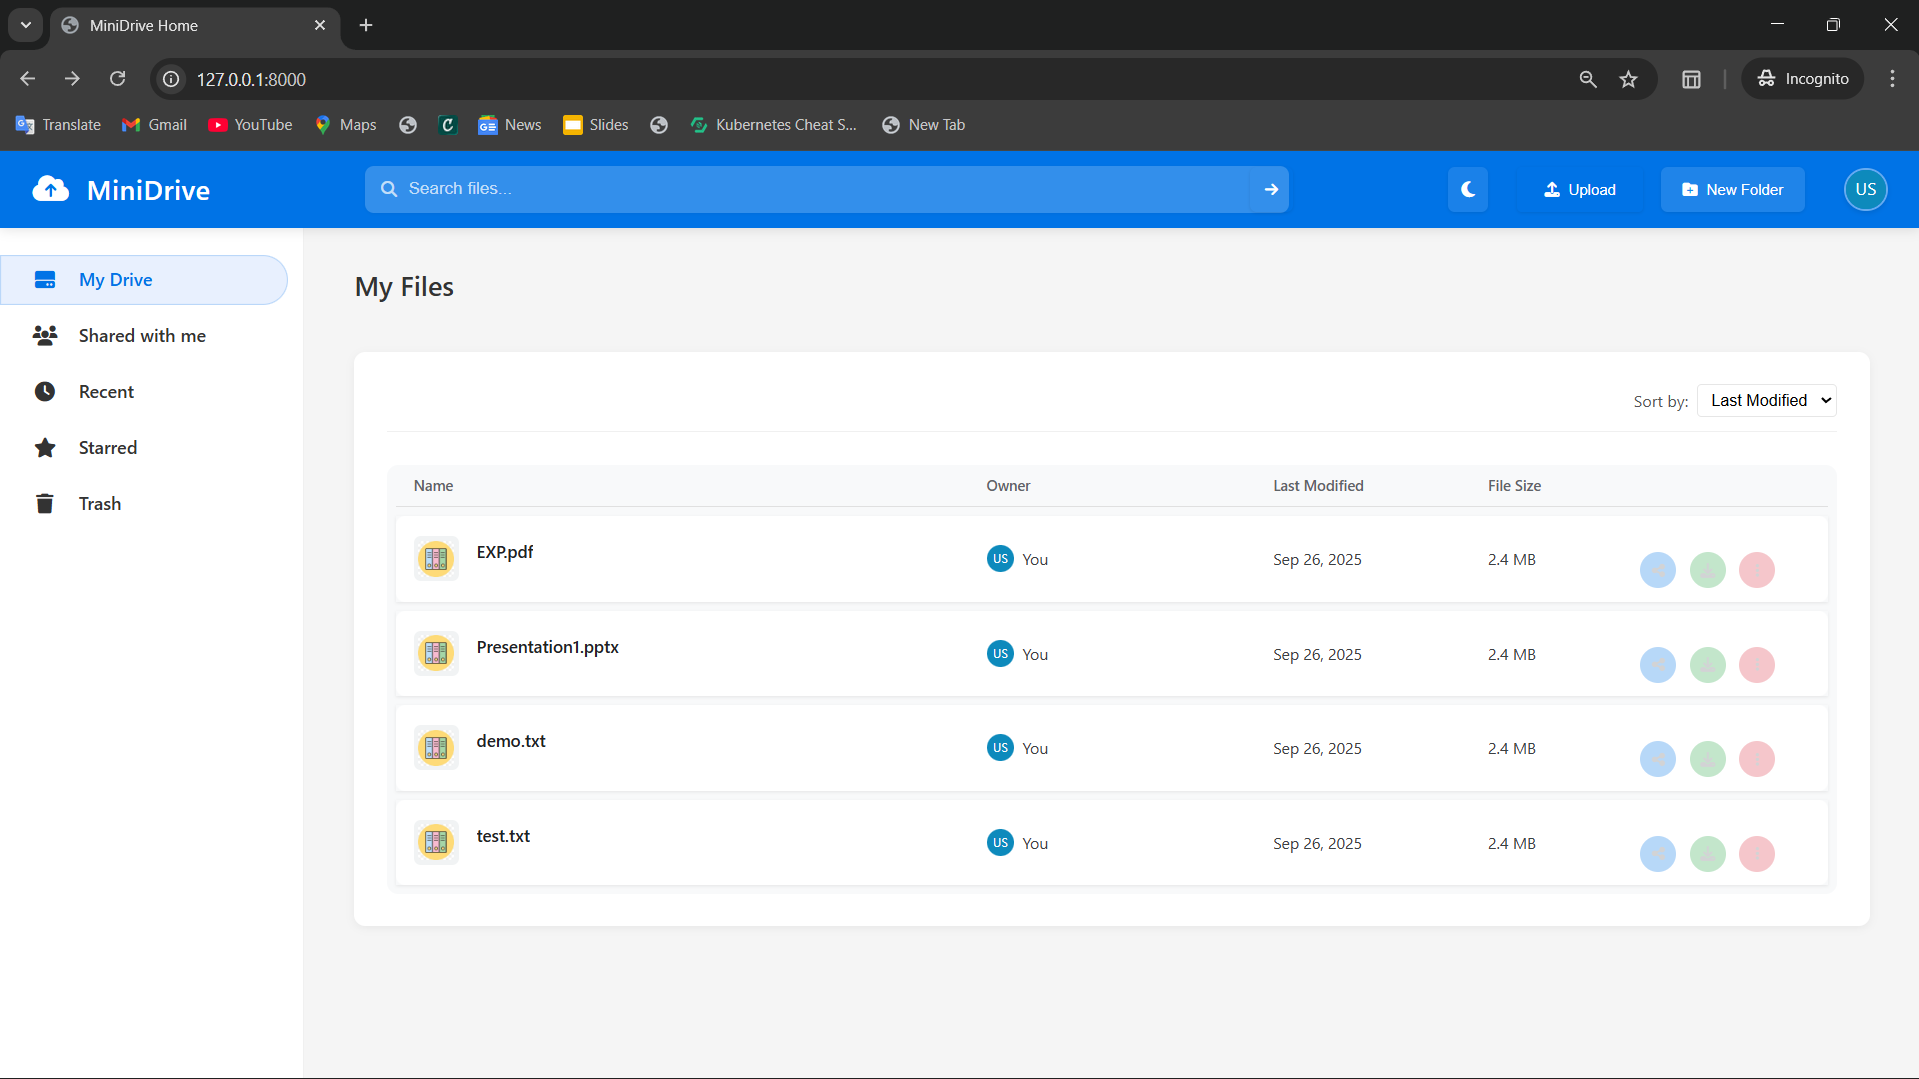 MiniDrive Home
127.0.0.1:8000
Incognito
Translate Gmail YouTube Maps News Slides Kubernetes Cheat S... New Tab
MiniDrive
Search files...
Upload
New Folder
US
My Drive
Shared with me
Recent
Starred
Trash
My Files
Sort by: Last Modified
Name Owner Last Modified File Size
EXP.pdf US You Sep 26, 2025 2.4 MB
Presentation1.pptx US You Sep 26, 2025 2.4 MB
demo.txt US You Sep 26, 2025 2.4 MB
test.txt US You Sep 26, 2025 2.4 MB